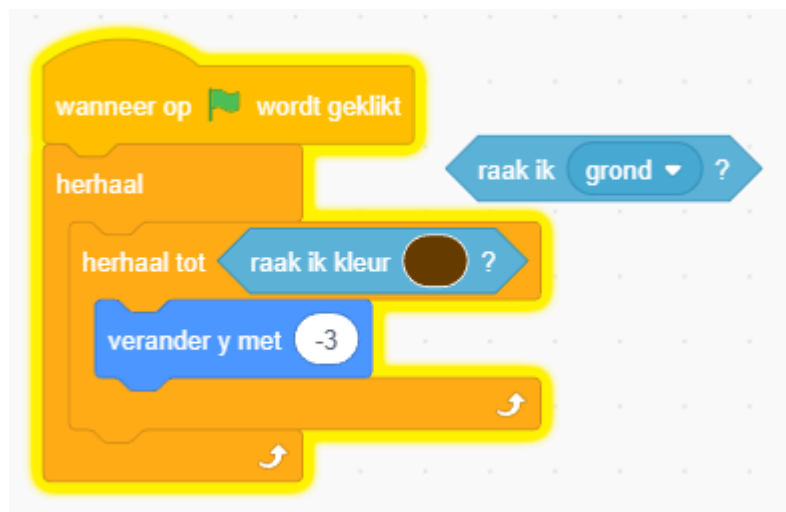 wanneer op wordt geklikt
raak ik grond ?
herhaal
herhaal tot raak ik kleur ?
verander y met -3